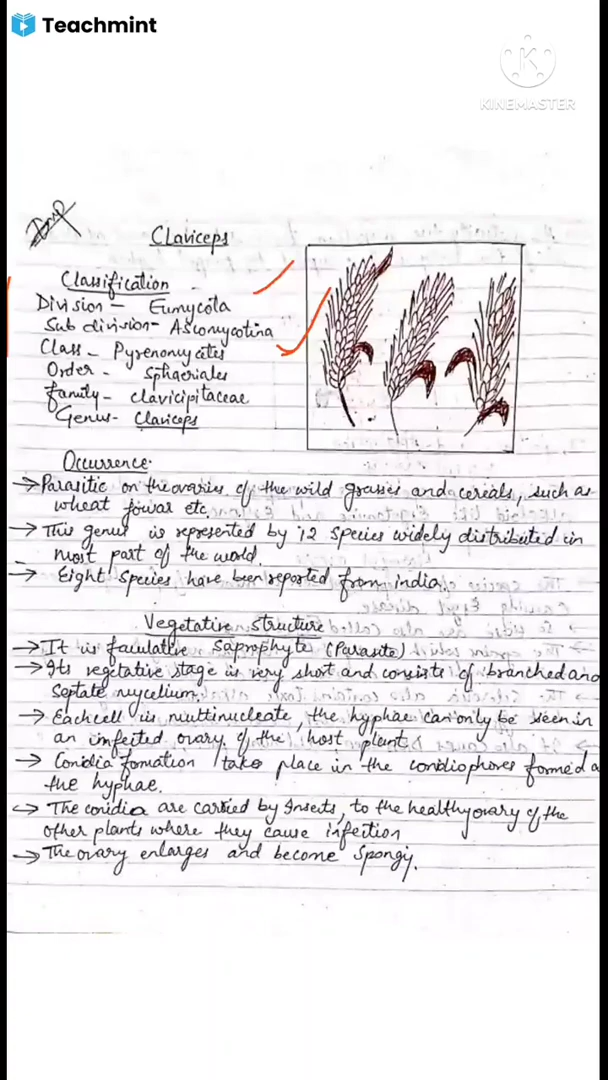 Teachmint
KINEMASTER
Imp
Claviceps
Classification
Division - Eumycota
Sub division - Ascomycotina
Class - Pyrenomycetes
Order - Sphaeriales
family - clavicipitaceae
Genus - Claviceps
Occurrence:
→ Parasitic on the ovaries of the wild grasses and cereals, such as
wheat jowar etc.
→ This genus is represented by 12 species widely distributed in
most part of the world.
→ Eight Species have been reported from india.
Vegetative Structure
→ It is faculative saprophyte (Parasite)
→ Its vegetative stage is very short and consists of branched and
Septate mycelium.
→ Each cell is multinucleate, the hyphae can only be seen in
an infected ovary of the host plant.
→ Conidia fomation take place in the conidiophores formed a
the hyphae.
→ The conidia are carried by Insects, to the healthy ovary of the
other plants where they cause infection
→ The ovary enlarges and become Spongy.